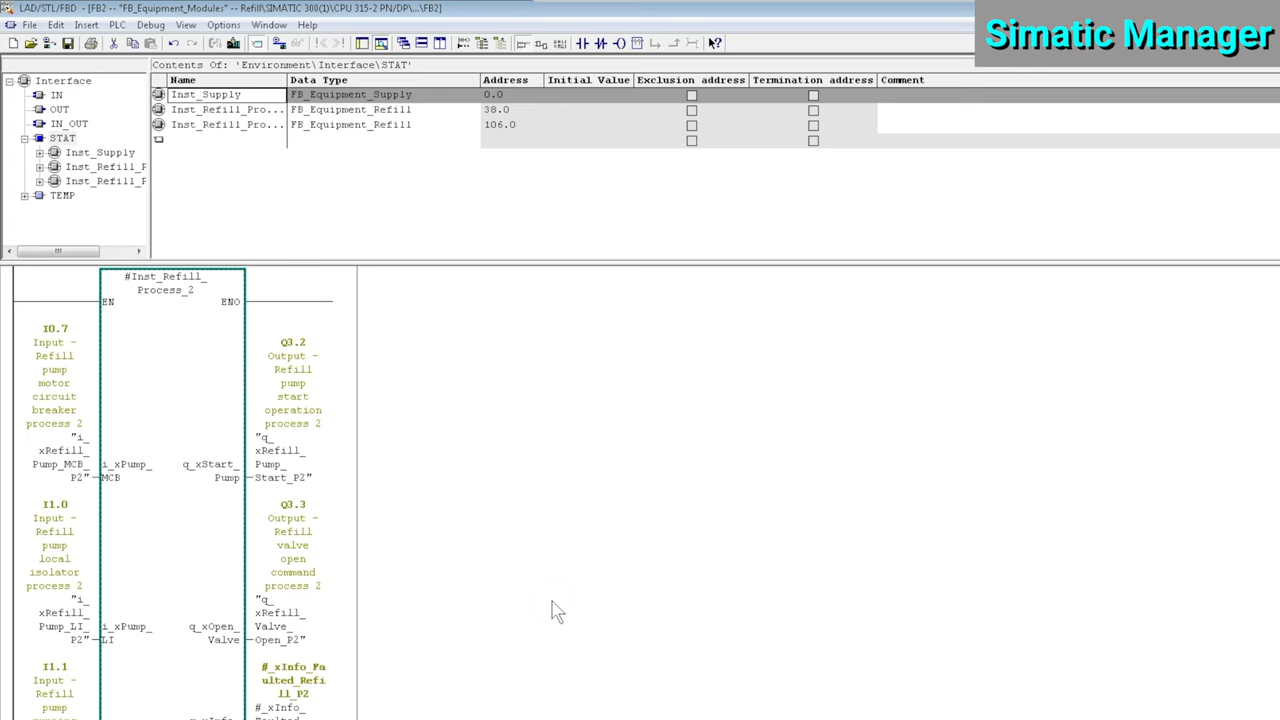 LAD/STL/FBD - [FB2 -- "FB_Equipment_Modules" -- Refill\SIMATIC 300(1)\CPU 315-2 PN/DP\...\FB2]
Simatic Manager
File Edit Insert PLC Debug View Options Window Help
Contents Of: 'Environment\Interface\STAT'
Interface
IN
OUT
IN_OUT
STAT
Inst_Supply
Inst_Refill_P
Inst_Refill_P
TEMP
Name Data Type Address Initial Value Exclusion address Termination address Comment
Inst_Supply FB_Equipment_Supply 0.0
Inst_Refill_Pro... FB_Equipment_Refill 38.0
Inst_Refill_Pro... FB_Equipment_Refill 106.0
#Inst_Refill_
Process_2
EN ENO
I0.7
Input -
Refill
pump
motor
circuit
breaker
process 2
"i_
xRefill_
Pump_MCB_
P2"
i_xPump_
MCB
q_xStart_
Pump
Q3.2
Output -
Refill
pump
start
operation
process 2
"q_
xRefill_
Pump_
Start_P2"
I1.0
Input -
Refill
pump
local
isolator
process 2
"i_
xRefill_
Pump_LI_
P2"
i_xPump_
LI
q_xOpen_
Valve
Q3.3
Output -
Refill
valve
open
command
process 2
"q_
xRefill_
Valve_
Open_P2"
I1.1
Input -
Refill
pump
#_xInfo_Fa
ulted_Refi
ll_P2
#_xInfo_